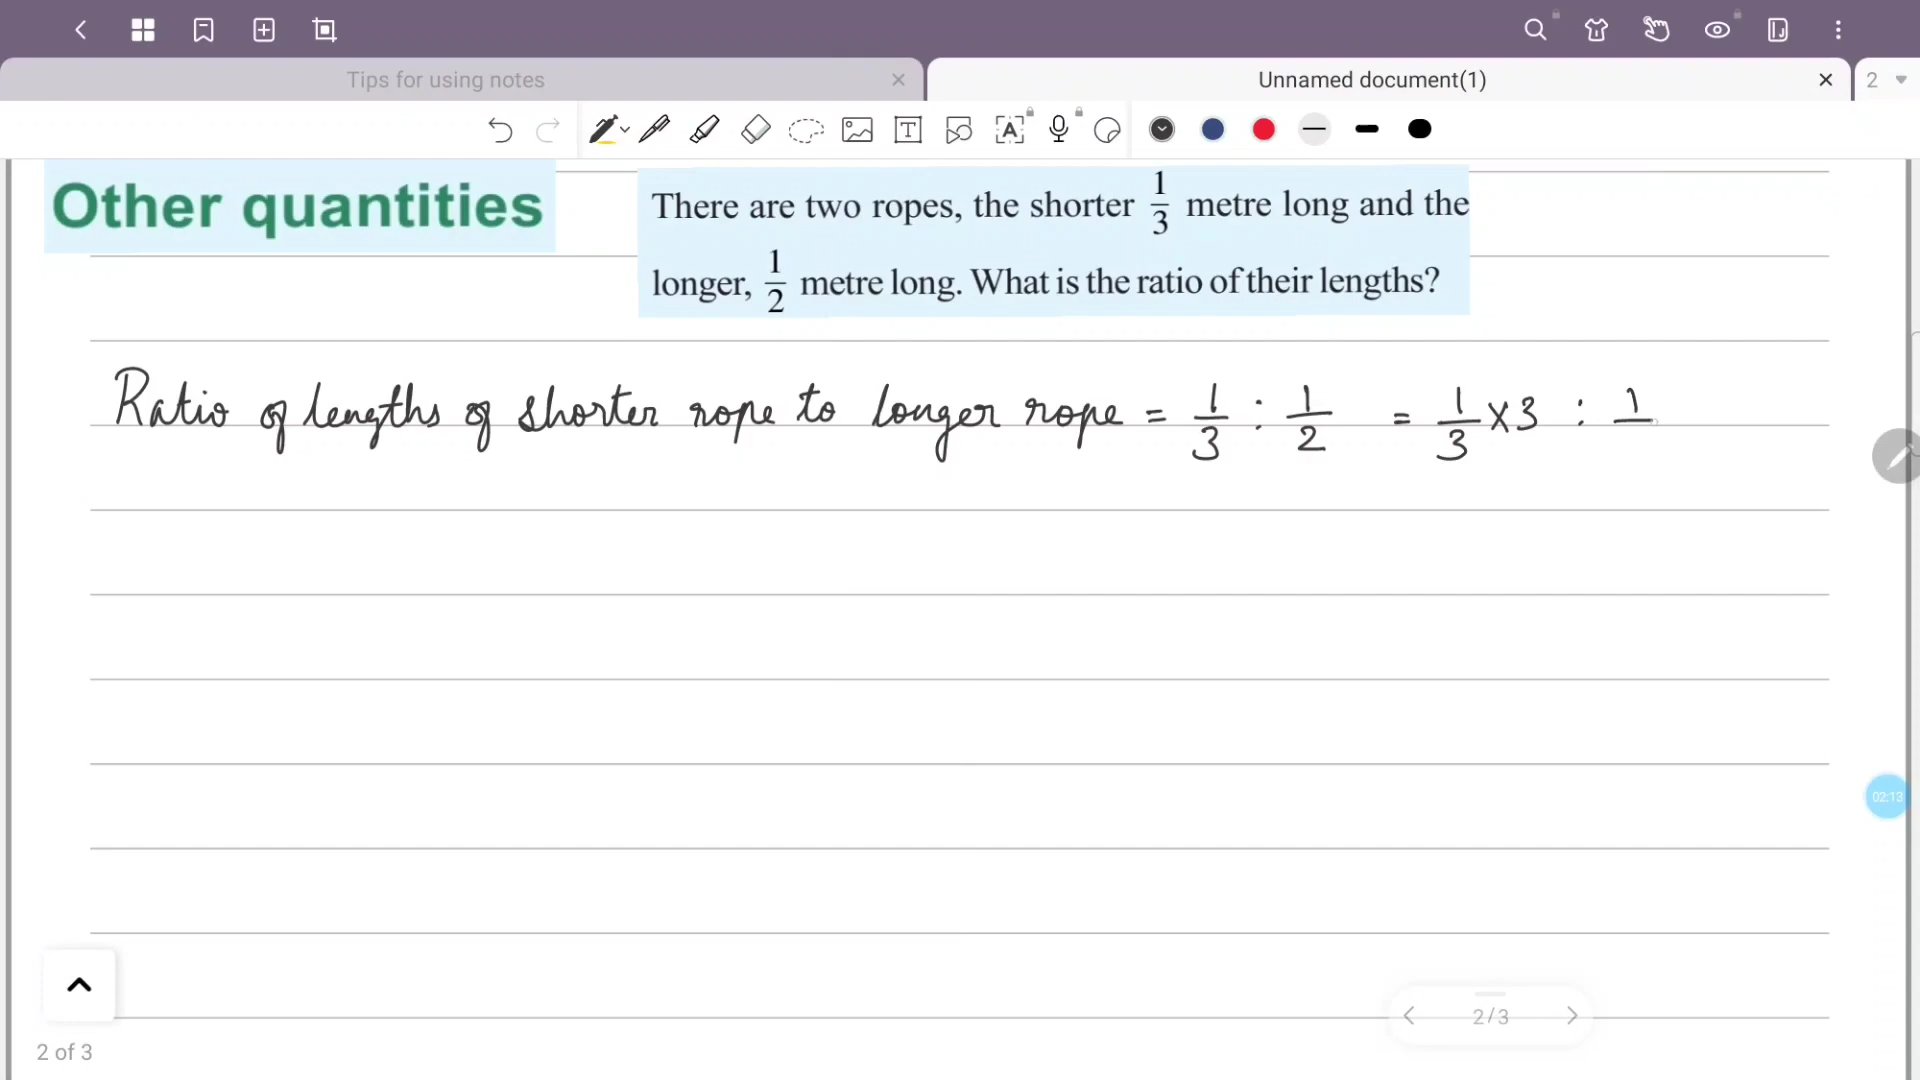 Tips for using notes
Unnamed document(1)
2
Other quantities
There are two ropes, the shorter 1/3 metre long and the
longer, 1/2 metre long. What is the ratio of their lengths?
Ratio of lengths of shorter rope to longer rope = 1/3 : 1/2 = 1/3 × 3 : 1
02:13
2/3
2 of 3